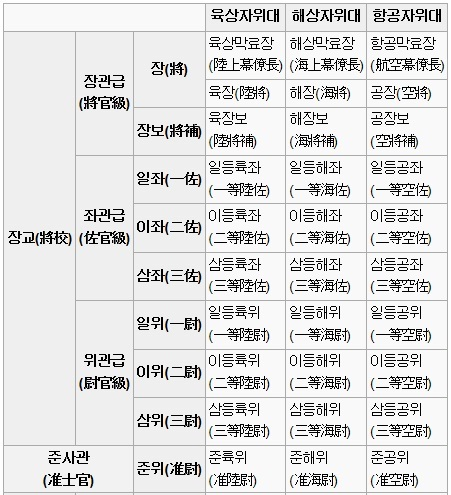 육상자위대 해상자위대 항공자위대
장교(將校)
장관급
(將官級)
장(將)
육상막료장
(陸上幕僚長)
해상막료장
(海上幕僚長)
항공막료장
(航空幕僚長)
육장(陸將) 해장(海將) 공장(空將)
장보(將補)
육장보
(陸將補)
해장보
(海將補)
공장보
(空將補)
좌관급
(佐官級)
일좌(一佐)
일등륙좌
(一等陸佐)
일등해좌
(一等海佐)
일등공좌
(一等空佐)
이좌(二佐)
이등륙좌
(二等陸佐)
이등해좌
(二等海佐)
이등공좌
(二等空佐)
삼좌(三佐)
삼등륙좌
(三等陸佐)
삼등해좌
(三等海佐)
삼등공좌
(三等空佐)
위관급
(尉官級)
일위(一尉)
일등륙위
(一等陸尉)
일등해위
(一等海尉)
일등공위
(一等空尉)
이위(二尉)
이등륙위
(二等陸尉)
이등해위
(二等海尉)
이등공위
(二等空尉)
삼위(三尉)
삼등륙위
(三等陸尉)
삼등해위
(三等海尉)
삼등공위
(三等空尉)
준사관
(准士官)
준위(准尉)
준륙위
(准陸尉)
준해위
(准海尉)
준공위
(准空尉)